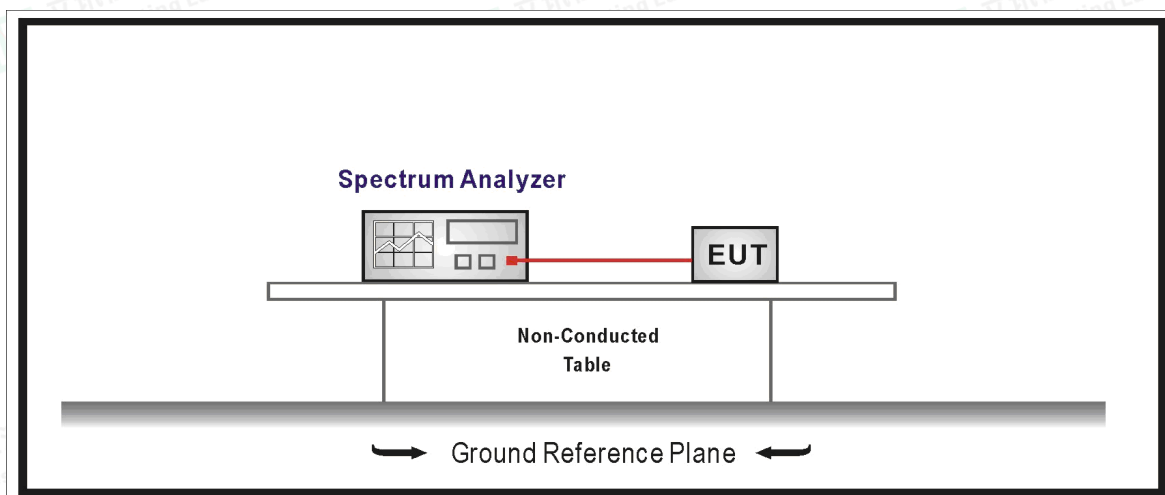 Spectrum Analyzer
EUT
Non-Conducted
Table
Ground Reference Plane